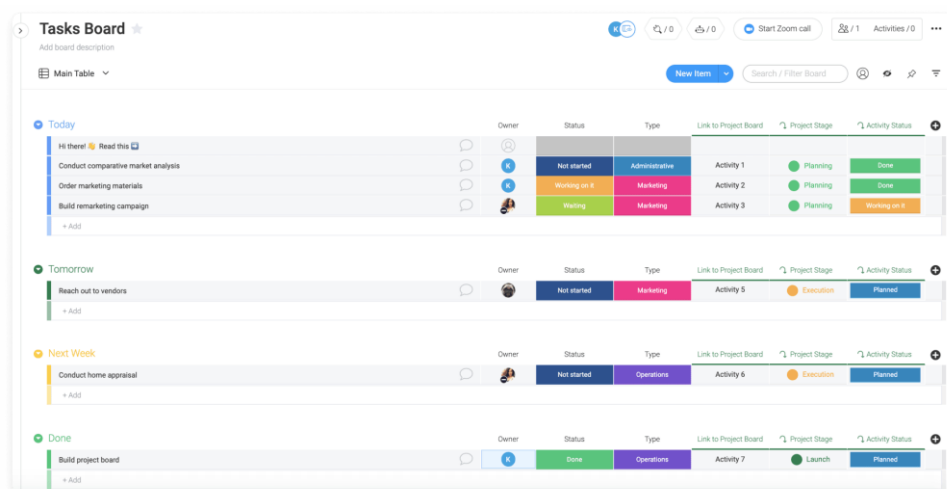 Tasks Board
K
/ 0
/ 0
Start Zoom call
/ 1
Activities / 0
Add board description
Main Table
New Item
Search / Filter Board
Today
Owner Status Type Link to Project Board Project Stage Activity Status
Hi there! 👋 Read this ➡️
Conduct comparative market analysis K Not started Administrative Activity 1 Planning Done
Order marketing materials K Working on it Marketing Activity 2 Planning Done
Build remarketing campaign Waiting Marketing Activity 3 Planning Working on it
+ Add
Tomorrow
Owner Status Type Link to Project Board Project Stage Activity Status
Reach out to vendors Not started Marketing Activity 5 Execution Planned
+ Add
Next Week
Owner Status Type Link to Project Board Project Stage Activity Status
Conduct home appraisal Not started Operations Activity 6 Execution Planned
+ Add
Done
Owner Status Type Link to Project Board Project Stage Activity Status
Build project board K Done Operations Activity 7 Launch Planned
+ Add